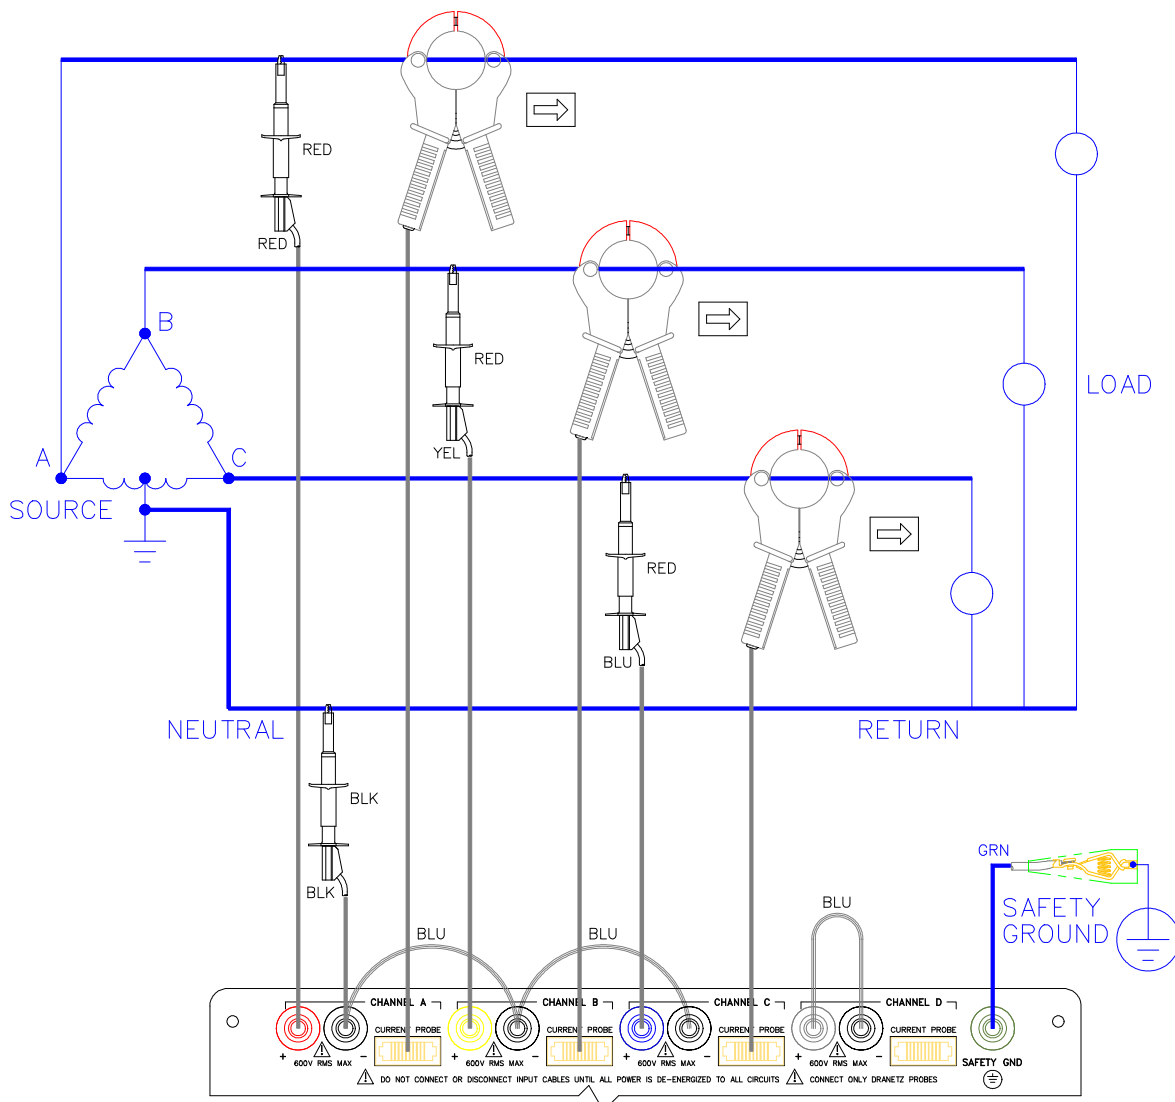 RED
RED
B
RED
LOAD
YEL
A
C
SOURCE
RED
BLU
NEUTRAL
RETURN
BLK
GRN
BLK
BLU
SAFETY
GROUND
BLU
BLU
CHANNEL A
CHANNEL B
CHANNEL C
CHANNEL D
CURRENT PROBE
CURRENT PROBE
CURRENT PROBE
CURRENT PROBE
+ 600V RMS MAX -
+ 600V RMS MAX -
+ 600V RMS MAX -
+ 600V RMS MAX -
SAFETY GND
DO NOT CONNECT OR DISCONNECT INPUT CABLES UNTIL ALL POWER IS DE-ENERGIZED TO ALL CIRCUITS
CONNECT ONLY DRANETZ PROBES